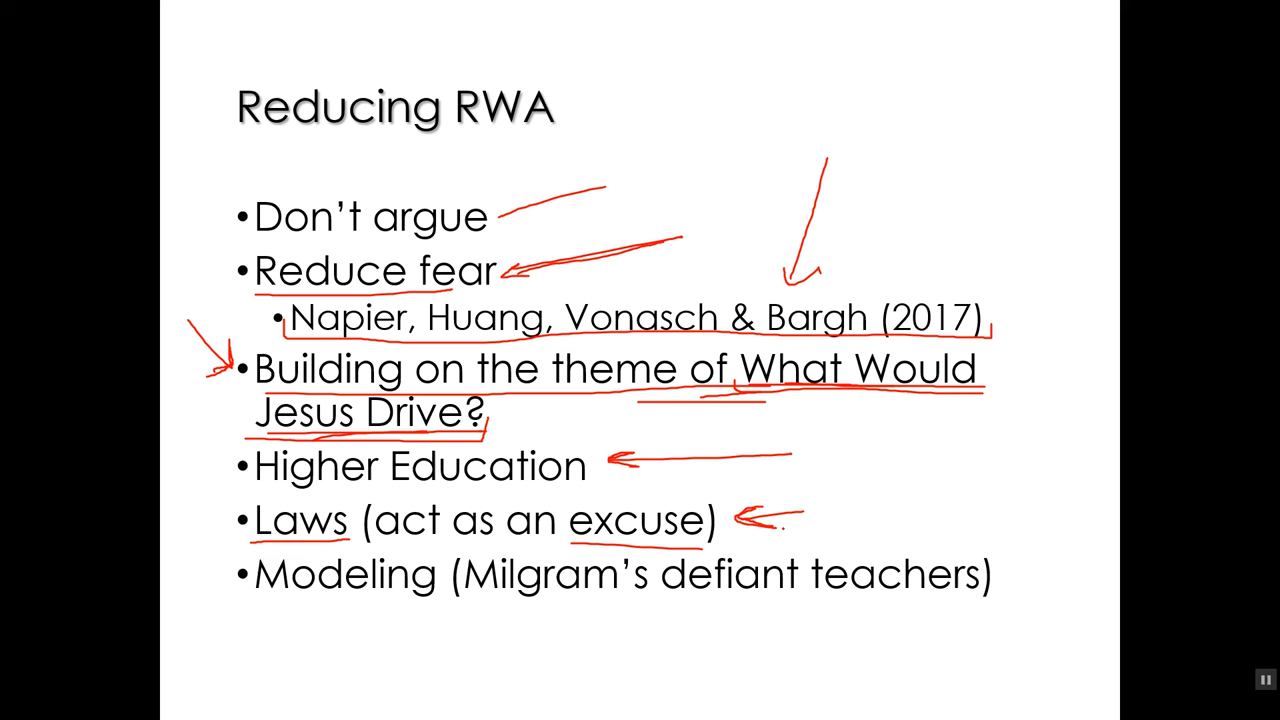 Reducing RWA
•Don't argue
•Reduce fear
•Napier, Huang, Vonasch & Bargh (2017)
•Building on the theme of What Would
Jesus Drive?
•Higher Education
•Laws (act as an excuse)
•Modeling (Milgram's defiant teachers)